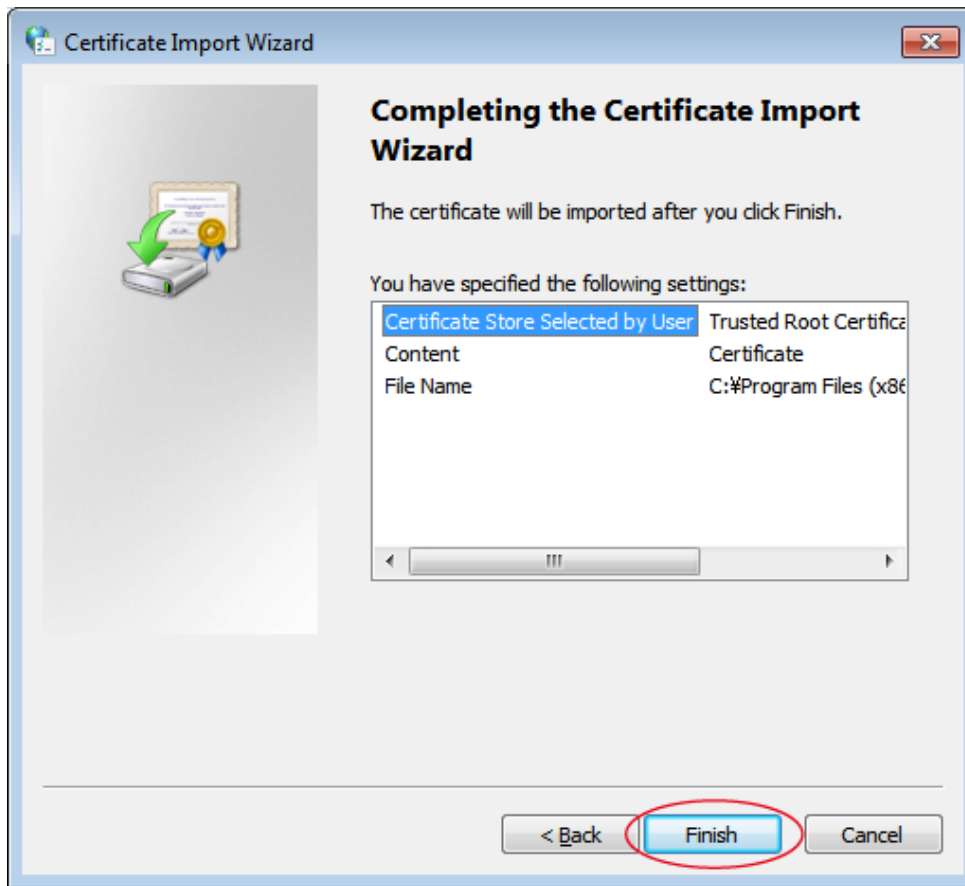 Certificate Import Wizard
Completing the Certificate Import
Wizard
The certificate will be imported after you click Finish.
You have specified the following settings:
Certificate Store Selected by User Trusted Root Certifica
Content Certificate
File Name C:¥Program Files (x86
< Back Finish Cancel